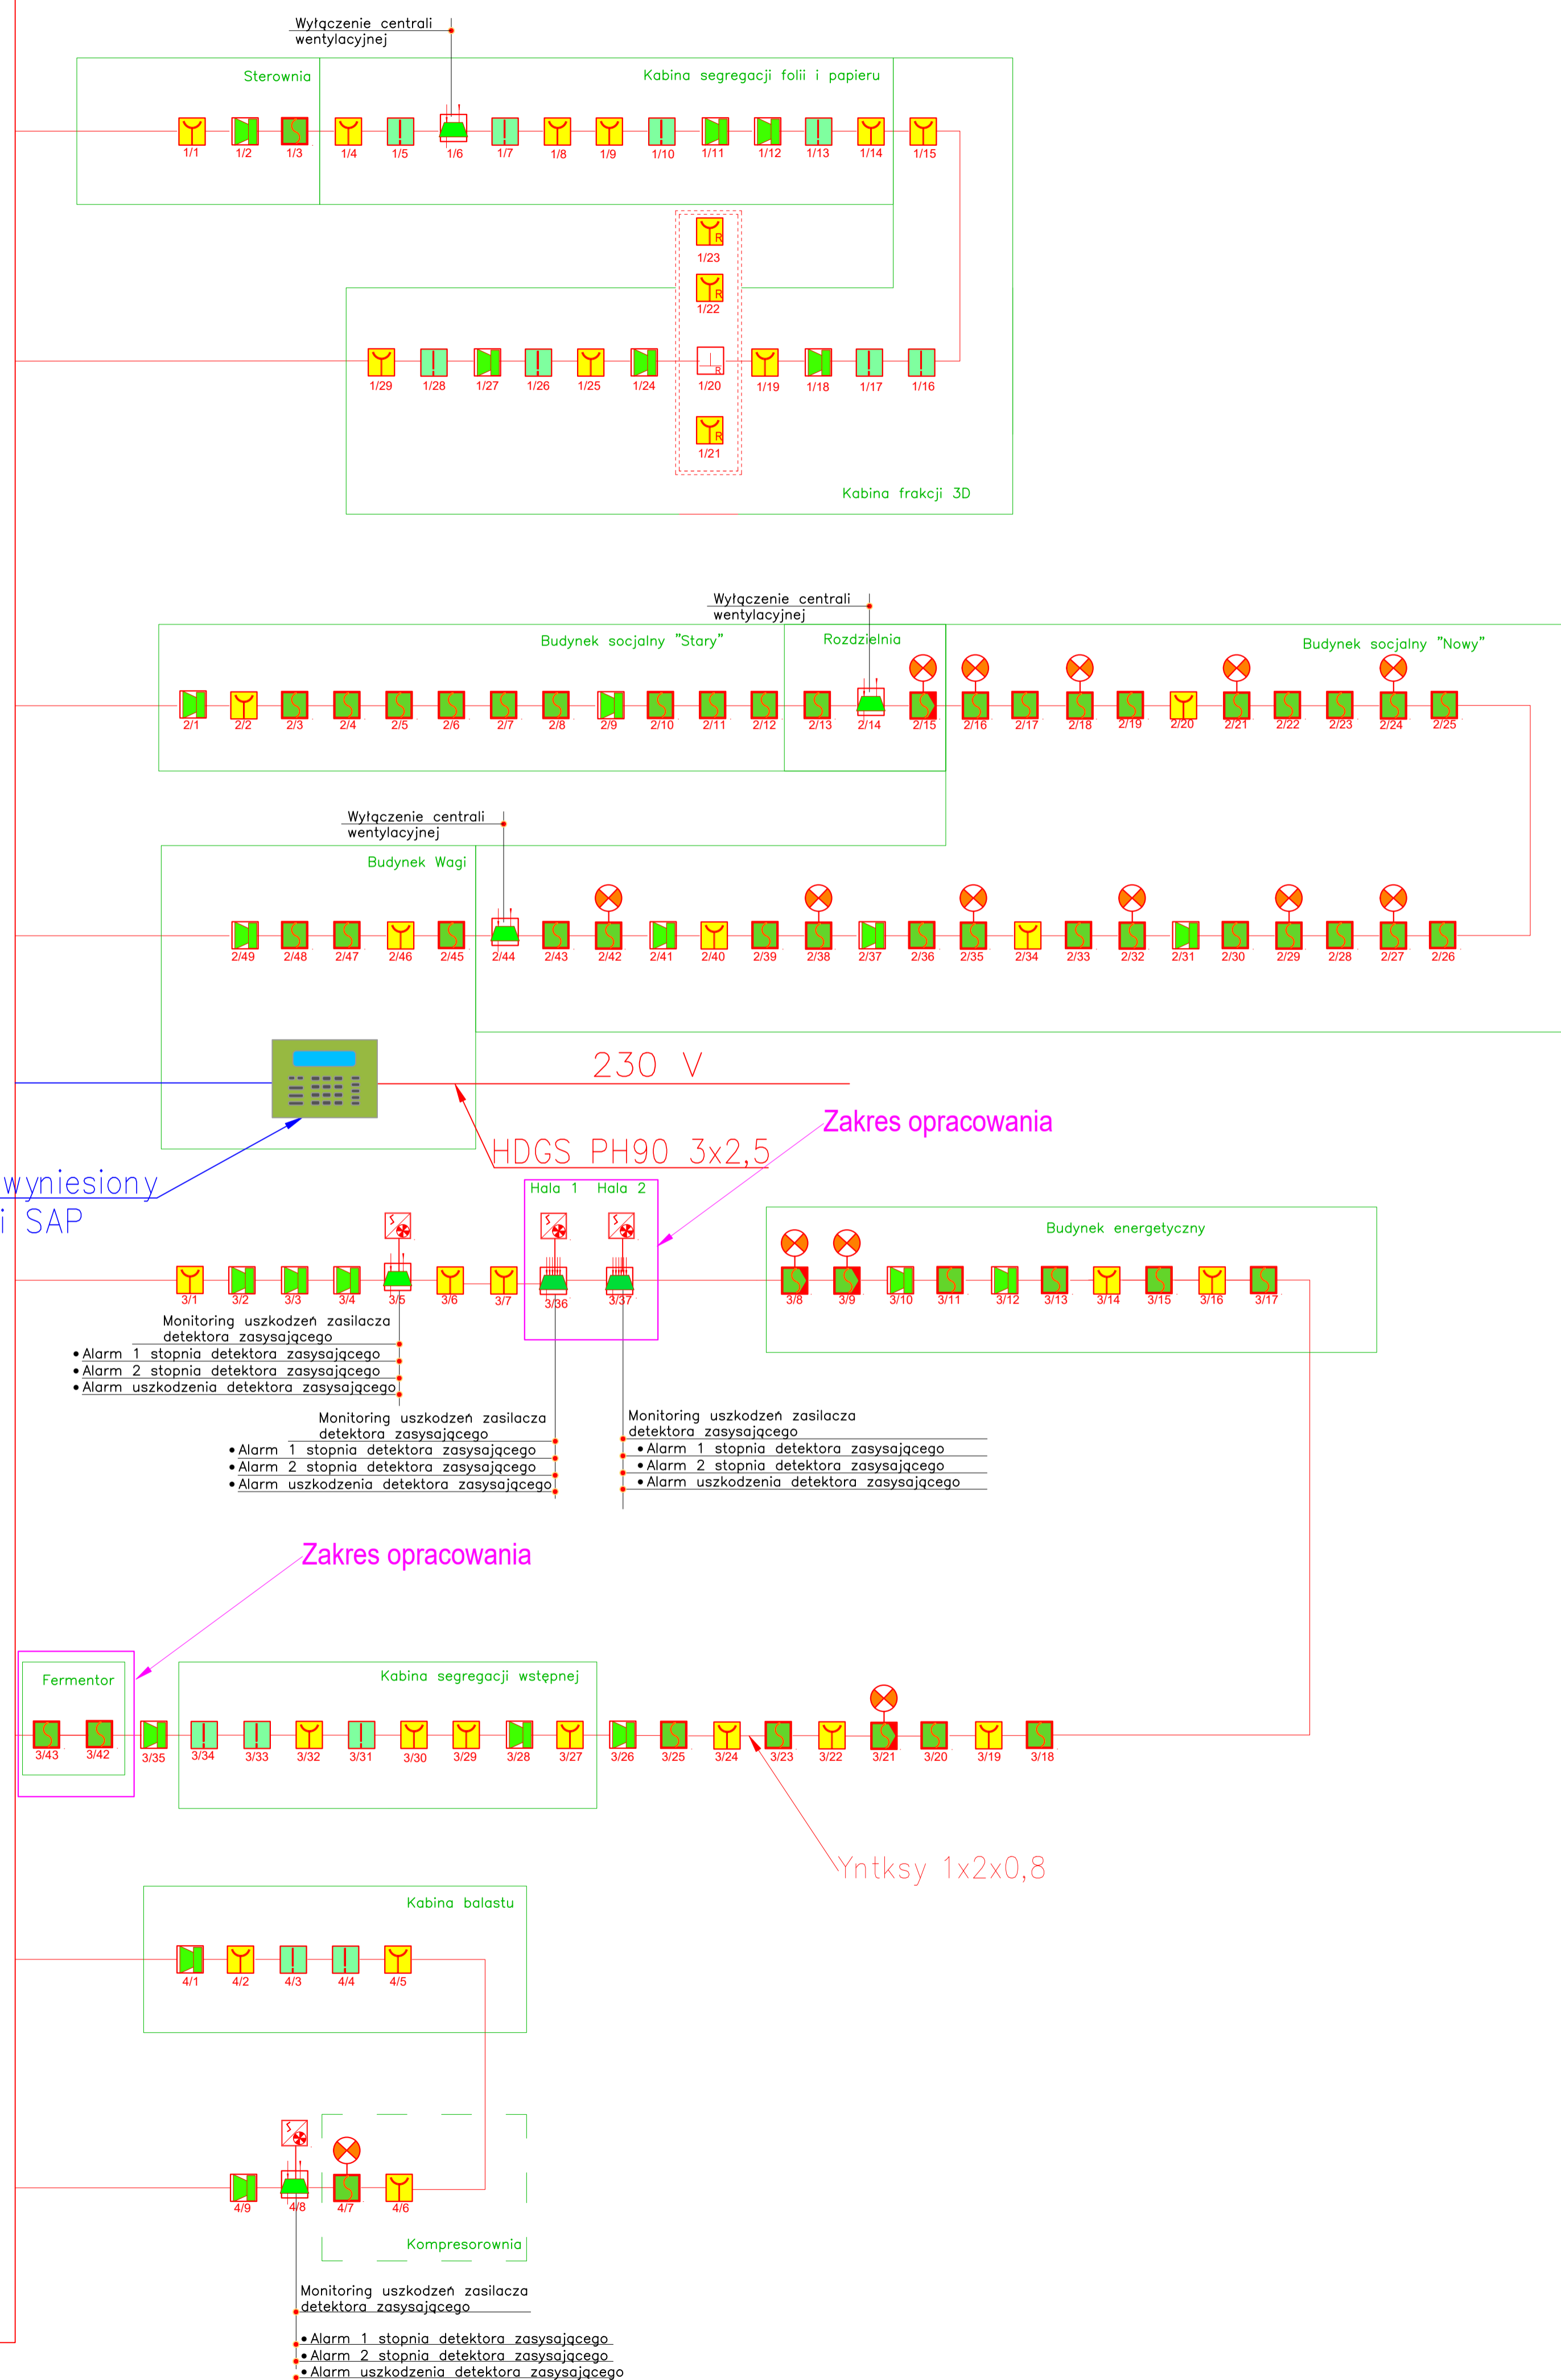 Wyłączenie centrali
wentylacyjnej
Sterownia
Kabina segregacji folii i papieru
1/1 1/2 1/3 1/4 1/5 1/6 1/7 1/8 1/9 1/10 1/11 1/12 1/13 1/14 1/15
R
1/23
R
1/22
R
1/29 1/28 1/27 1/26 1/25 1/24 1/20 1/19 1/18 1/17 1/16
R
1/21
Kabina frakcji 3D
Wyłączenie centrali
wentylacyjnej
Budynek socjalny "Stary"
Rozdzielnia
Budynek socjalny "Nowy"
2/1 2/2 2/3 2/4 2/5 2/6 2/7 2/8 2/9 2/10 2/11 2/12 2/13 2/14 2/15 2/16 2/17 2/18 2/19 2/20 2/21 2/22 2/23 2/24 2/25
Wyłączenie centrali
wentylacyjnej
Budynek Wagi
2/49 2/48 2/47 2/46 2/45 2/44 2/43 2/42 2/41 2/40 2/39 2/38 2/37 2/36 2/35 2/34 2/33 2/32 2/31 2/30 2/29 2/28 2/27 2/26
230 V
Zakres opracowania
HDGS PH90 3x2,5
wyniesiony
i SAP
Hala 1 Hala 2
Budynek energetyczny
3/1 3/2 3/3 3/4 3/5 3/6 3/7 3/36 3/37 3/8 3/9 3/10 3/11 3/12 3/13 3/14 3/15 3/16 3/17
Monitoring uszkodzeń zasilacza
detektora zasysającego
• Alarm 1 stopnia detektora zasysającego
• Alarm 2 stopnia detektora zasysającego
• Alarm uszkodzenia detektora zasysającego
Monitoring uszkodzeń zasilacza
detektora zasysającego
• Alarm 1 stopnia detektora zasysającego
• Alarm 2 stopnia detektora zasysającego
• Alarm uszkodzenia detektora zasysającego
Monitoring uszkodzeń zasilacza
detektora zasysającego
• Alarm 1 stopnia detektora zasysającego
• Alarm 2 stopnia detektora zasysającego
• Alarm uszkodzenia detektora zasysającego
Zakres opracowania
Fermentor
Kabina segregacji wstępnej
3/43 3/42 3/35 3/34 3/33 3/32 3/31 3/30 3/29 3/28 3/27 3/26 3/25 3/24 3/23 3/22 3/21 3/20 3/19 3/18
Yntksy 1x2x0,8
Kabina balastu
4/1 4/2 4/3 4/4 4/5
4/9 4/8 4/7 4/6
Kompresorownia
Monitoring uszkodzeń zasilacza
detektora zasysającego
• Alarm 1 stopnia detektora zasysającego
• Alarm 2 stopnia detektora zasysającego
• Alarm uszkodzenia detektora zasysającego